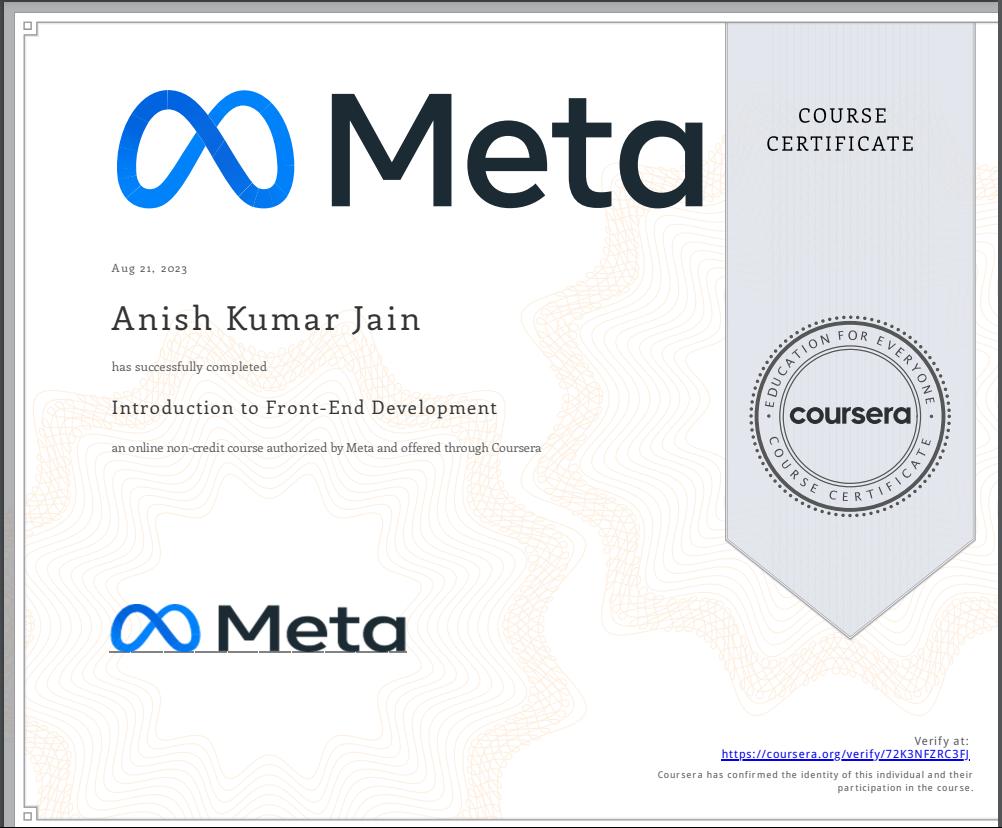 Meta
COURSE
CERTIFICATE
Aug 21, 2023
Anish Kumar Jain
has successfully completed
Introduction to Front-End Development
an online non-credit course authorized by Meta and offered through Coursera
EDUCATION FOR EVERYONE
coursera
COURSE CERTIFICATE
Meta
Verify at:
https://coursera.org/verify/72K3NFZRC3FJ
Coursera has confirmed the identity of this individual and their
participation in the course.